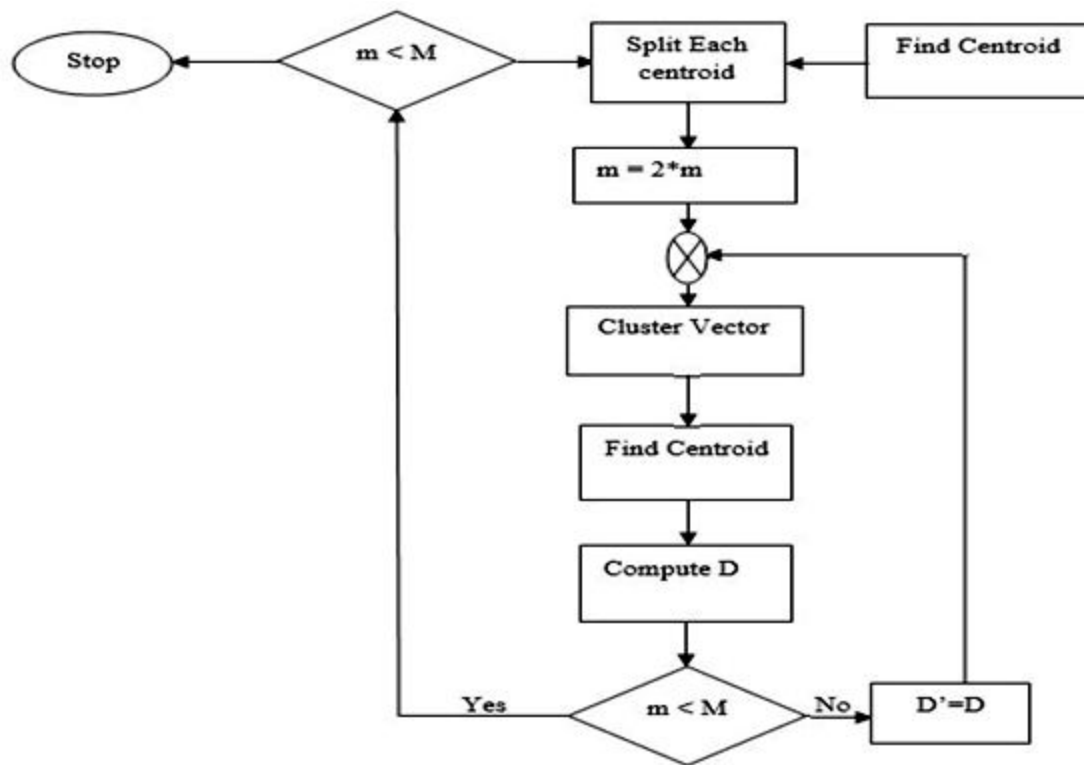 Stop
m < M
Split Each
centroid
Find Centroid
m = 2*m
Cluster Vector
Find Centroid
Compute D
Yes
m < M
No
D’=D